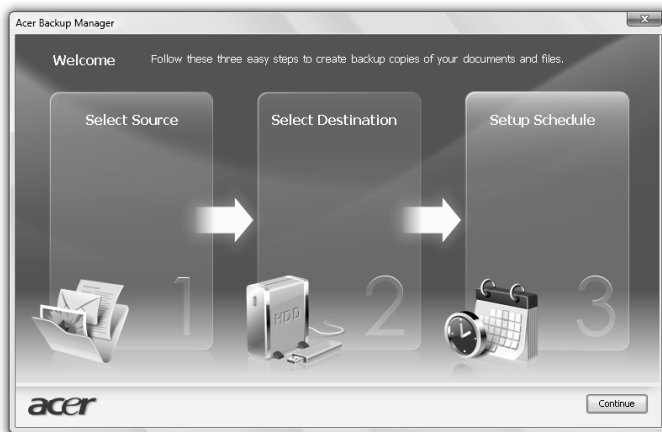 Acer Backup Manager
X
Welcome
Follow these three easy steps to create backup copies of your documents and files.
Select Source
Select Destination
Setup Schedule
1
HDD
2
3
acer
Continue